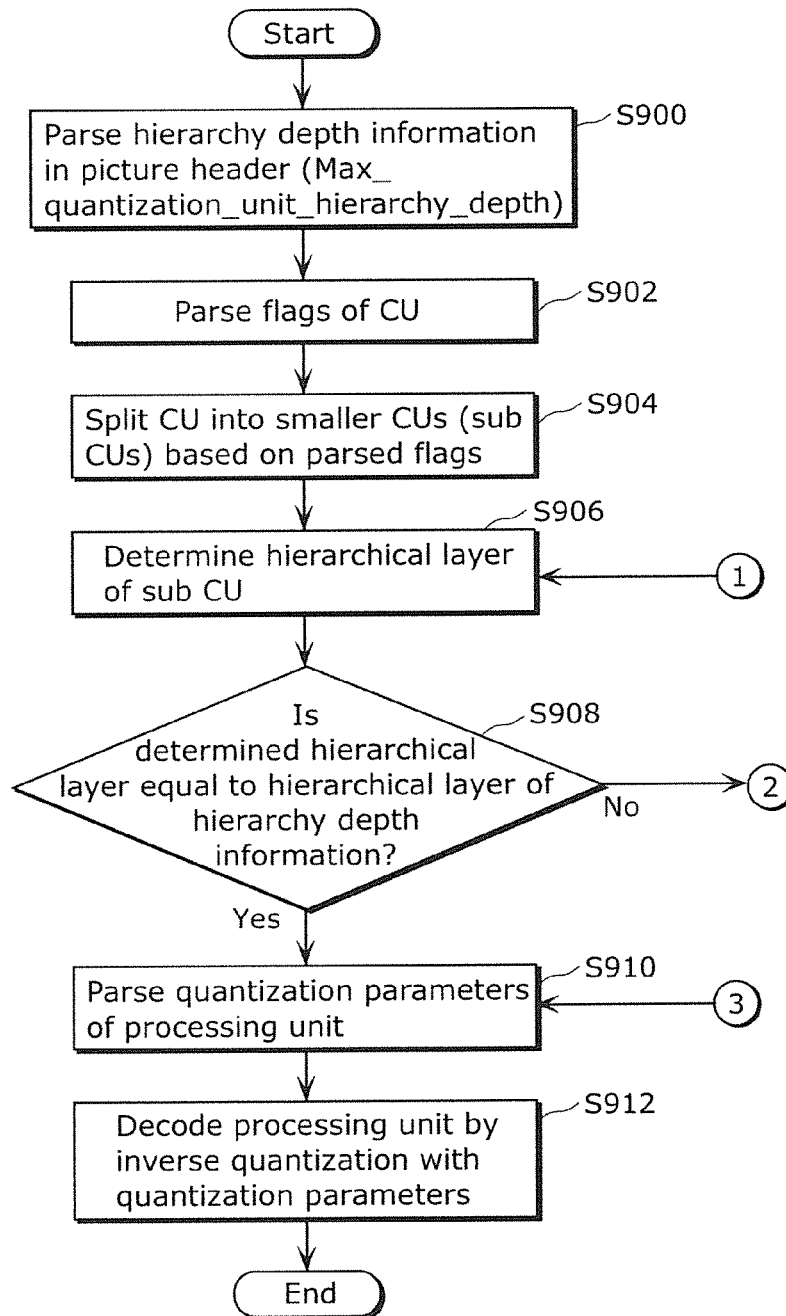 Start
S900
Parse hierarchy depth information
in picture header (Max_
quantization_unit_hierarchy_depth)
S902
Parse flags of CU
S904
Split CU into smaller CUs (sub
CUs) based on parsed flags
S906
Determine hierarchical layer
of sub CU
1
S908
Is
determined hierarchical
layer equal to hierarchical layer of
hierarchy depth
information?
No
2
Yes
S910
Parse quantization parameters
of processing unit
3
S912
Decode processing unit by
inverse quantization with
quantization parameters
End